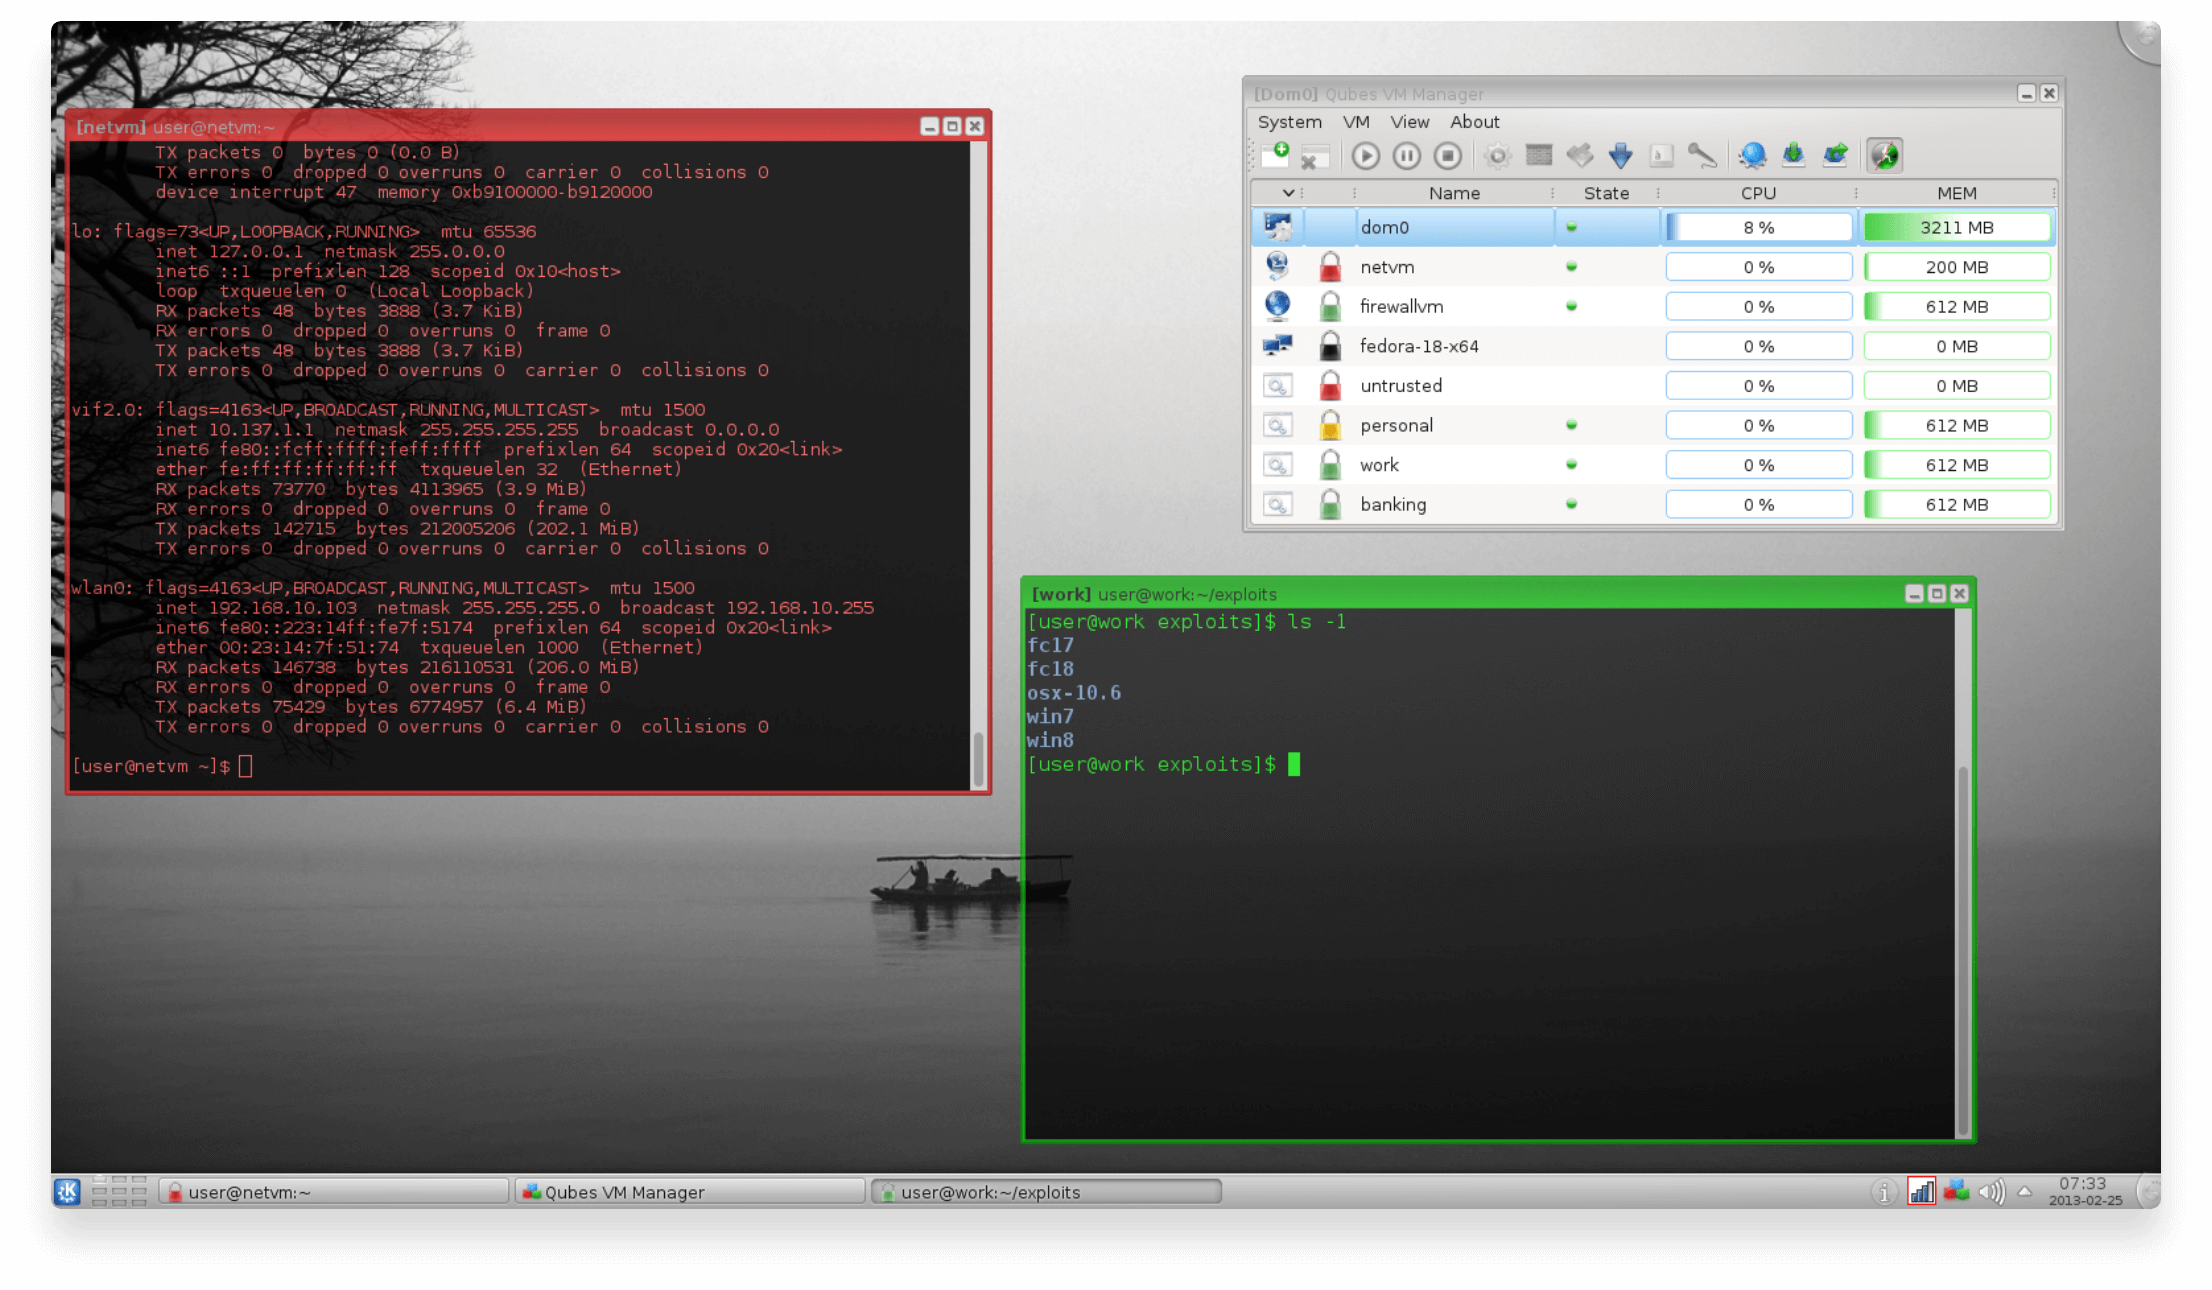 [netvm] user@netvm:~
TX packets 0  bytes 0 (0.0 B)
TX errors 0  dropped 0 overruns 0  carrier 0  collisions 0
device interrupt 47  memory 0xb9100000-b9120000
lo: flags=73<UP,LOOPBACK,RUNNING>  mtu 65536
inet 127.0.0.1  netmask 255.0.0.0
inet6 ::1  prefixlen 128  scopeid 0x10<host>
loop  txqueuelen 0  (Local Loopback)
RX packets 48  bytes 3888 (3.7 KiB)
RX errors 0  dropped 0  overruns 0  frame 0
TX packets 48  bytes 3888 (3.7 KiB)
TX errors 0  dropped 0 overruns 0  carrier 0  collisions 0
vif2.0: flags=4163<UP,BROADCAST,RUNNING,MULTICAST>  mtu 1500
inet 10.137.1.1  netmask 255.255.255.255  broadcast 0.0.0.0
inet6 fe80::fcff:ffff:feff:ffff  prefixlen 64  scopeid 0x20<link>
ether fe:ff:ff:ff:ff:ff  txqueuelen 32  (Ethernet)
RX packets 73770  bytes 4113965 (3.9 MiB)
RX errors 0  dropped 0  overruns 0  frame 0
TX packets 142715  bytes 212005206 (202.1 MiB)
TX errors 0  dropped 0 overruns 0  carrier 0  collisions 0
wlan0: flags=4163<UP,BROADCAST,RUNNING,MULTICAST>  mtu 1500
inet 192.168.10.103  netmask 255.255.255.0  broadcast 192.168.10.255
inet6 fe80::223:14ff:fe7f:5174  prefixlen 64  scopeid 0x20<link>
ether 00:23:14:7f:51:74  txqueuelen 1000  (Ethernet)
RX packets 146738  bytes 216110531 (206.0 MiB)
RX errors 0  dropped 0  overruns 0  frame 0
TX packets 75429  bytes 6774957 (6.4 MiB)
TX errors 0  dropped 0 overruns 0  carrier 0  collisions 0
[user@netvm ~]$
[Dom0] Qubes VM Manager
System VM View About
Name State CPU MEM
dom0 8 % 3211 MB
netvm 0 % 200 MB
firewallvm 0 % 612 MB
fedora-18-x64 0 % 0 MB
untrusted 0 % 0 MB
personal 0 % 612 MB
work 0 % 612 MB
banking 0 % 612 MB
[work] user@work:~/exploits
[user@work exploits]$ ls -1
fc17
fc18
osx-10.6
win7
win8
[user@work exploits]$
user@netvm:~ Qubes VM Manager user@work:~/exploits 07:33
2013-02-25